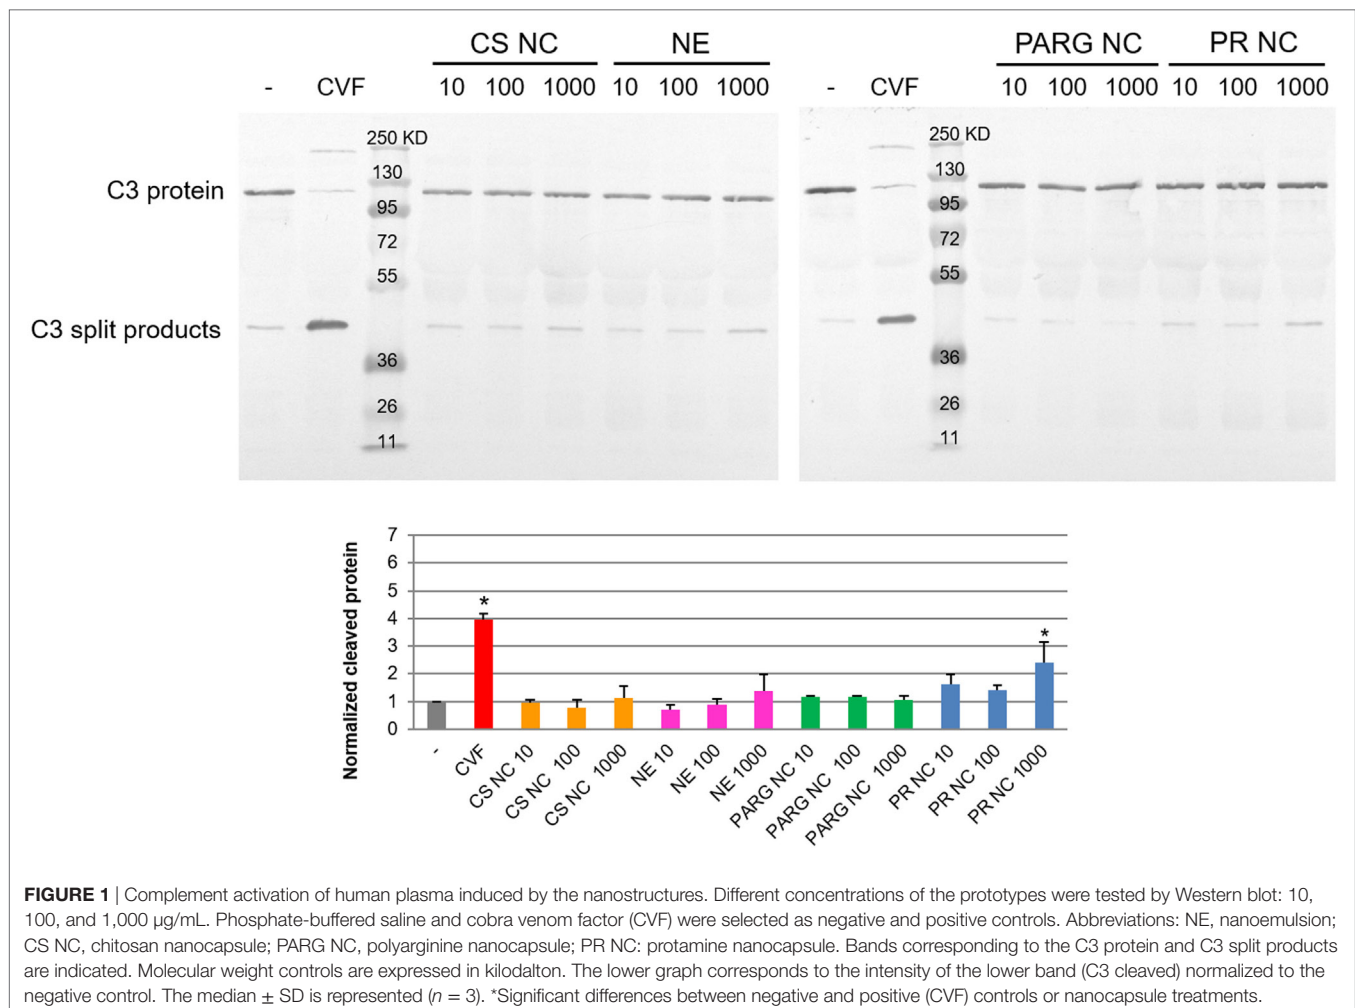 CS NC NE PARG NC PR NC
- CVF 10 100 1000 10 100 1000 - CVF 10 100 1000 10 100 1000
250 KD 250 KD
130 130
C3 protein
95 95
72 72
55 55
C3 split products
36 36
26 26
11 11
Normalized cleaved protein
7
6
5
4
3
2
1
0
*
*
-
CVF
CS NC 10
CS NC 100
CS NC 1000
NE 10
NE 100
NE 1000
PARG NC 10
PARG NC 100
PARG NC 1000
PR NC 10
PR NC 100
PR NC 1000
FIGURE 1 | Complement activation of human plasma induced by the nanostructures. Different concentrations of the prototypes were tested by Western blot: 10,
100, and 1,000 µg/mL. Phosphate-buffered saline and cobra venom factor (CVF) were selected as negative and positive controls. Abbreviations: NE, nanoemulsion;
CS NC, chitosan nanocapsule; PARG NC, polyarginine nanocapsule; PR NC: protamine nanocapsule. Bands corresponding to the C3 protein and C3 split products
are indicated. Molecular weight controls are expressed in kilodalton. The lower graph corresponds to the intensity of the lower band (C3 cleaved) normalized to the
negative control. The median ± SD is represented (n = 3). *Significant differences between negative and positive (CVF) controls or nanocapsule treatments.